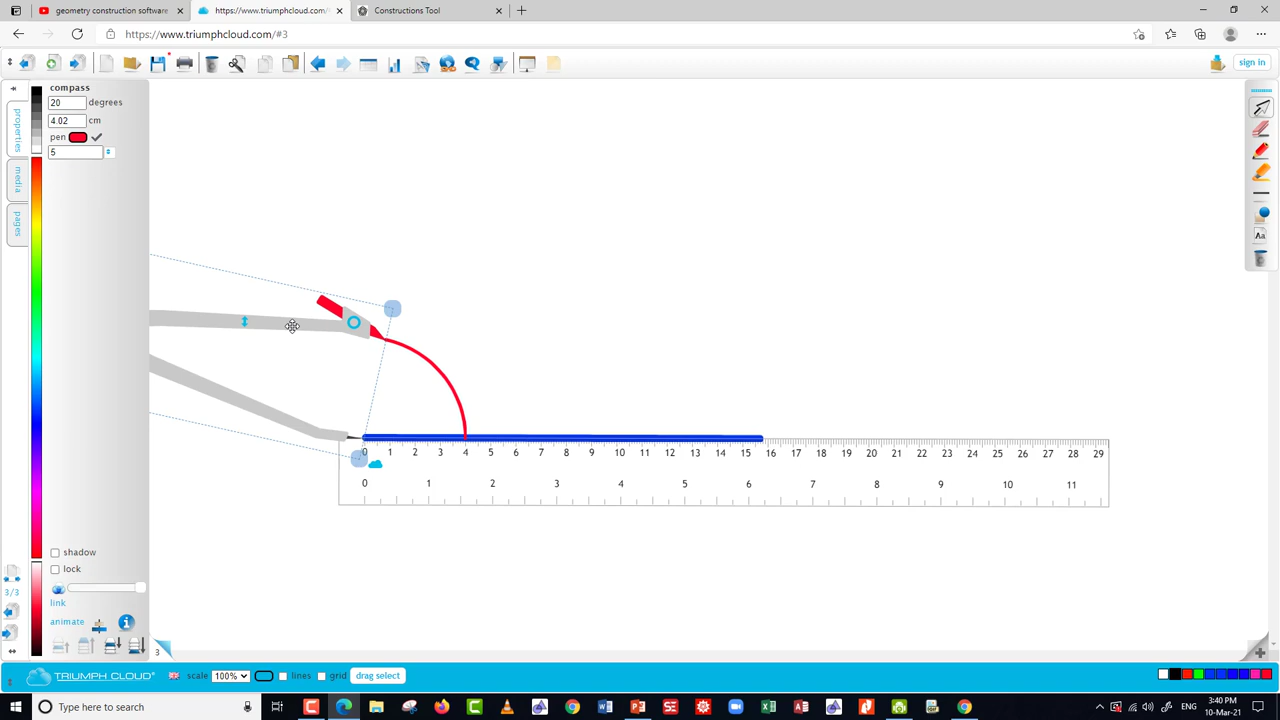 geometry construction software
https://www.triumphcloud.com/
Constructions Tool
https://www.triumphcloud.com/#3
sign in
compass
20 degrees
4.02 cm
pen
5
properties
media
pages
Aa
0 1 2 3 4 5 6 7 8 9 10 11 12 13 14 15 16 17 18 19 20 21 22 23 24 25 26 27 28 29
0 1 2 3 4 5 6 7 8 9 10 11
shadow
lock
3/3
link
animate
3
TRIUMPH CLOUD
scale 100% lines grid drag select
Type here to search
3:40 PM
10-Mar-21